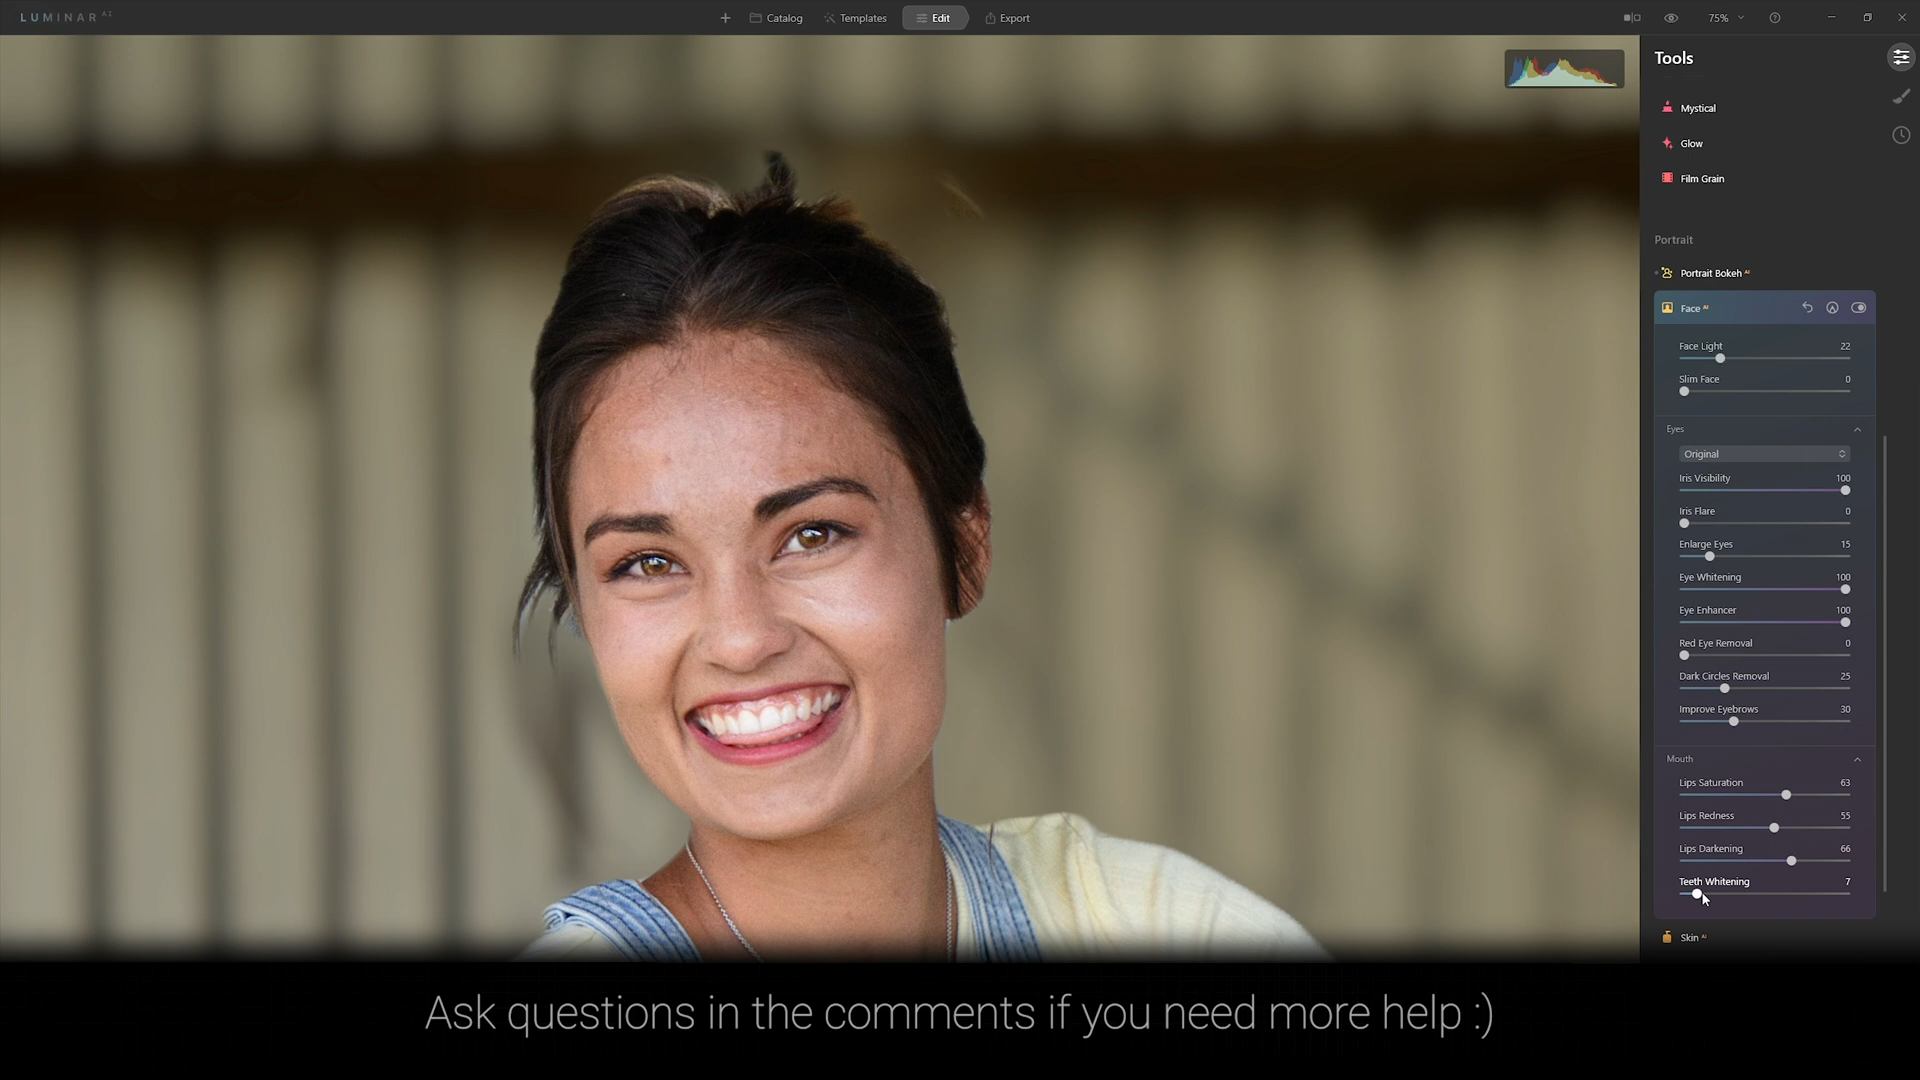 LUMINAR AI
Catalog
Templates
Edit
Export
75%
Tools
Mystical
Glow
Film Grain
Portrait
Portrait Bokeh AI
Face AI
Face Light 22
Slim Face 0
Eyes
Original
Iris Visibility 100
Iris Flare 0
Enlarge Eyes 15
Eye Whitening 100
Eye Enhancer 100
Red Eye Removal 0
Dark Circles Removal 25
Improve Eyebrows 30
Mouth
Lips Saturation 63
Lips Redness 55
Lips Darkening 66
Teeth Whitening 7
Skin AI
Ask questions in the comments if you need more help :)